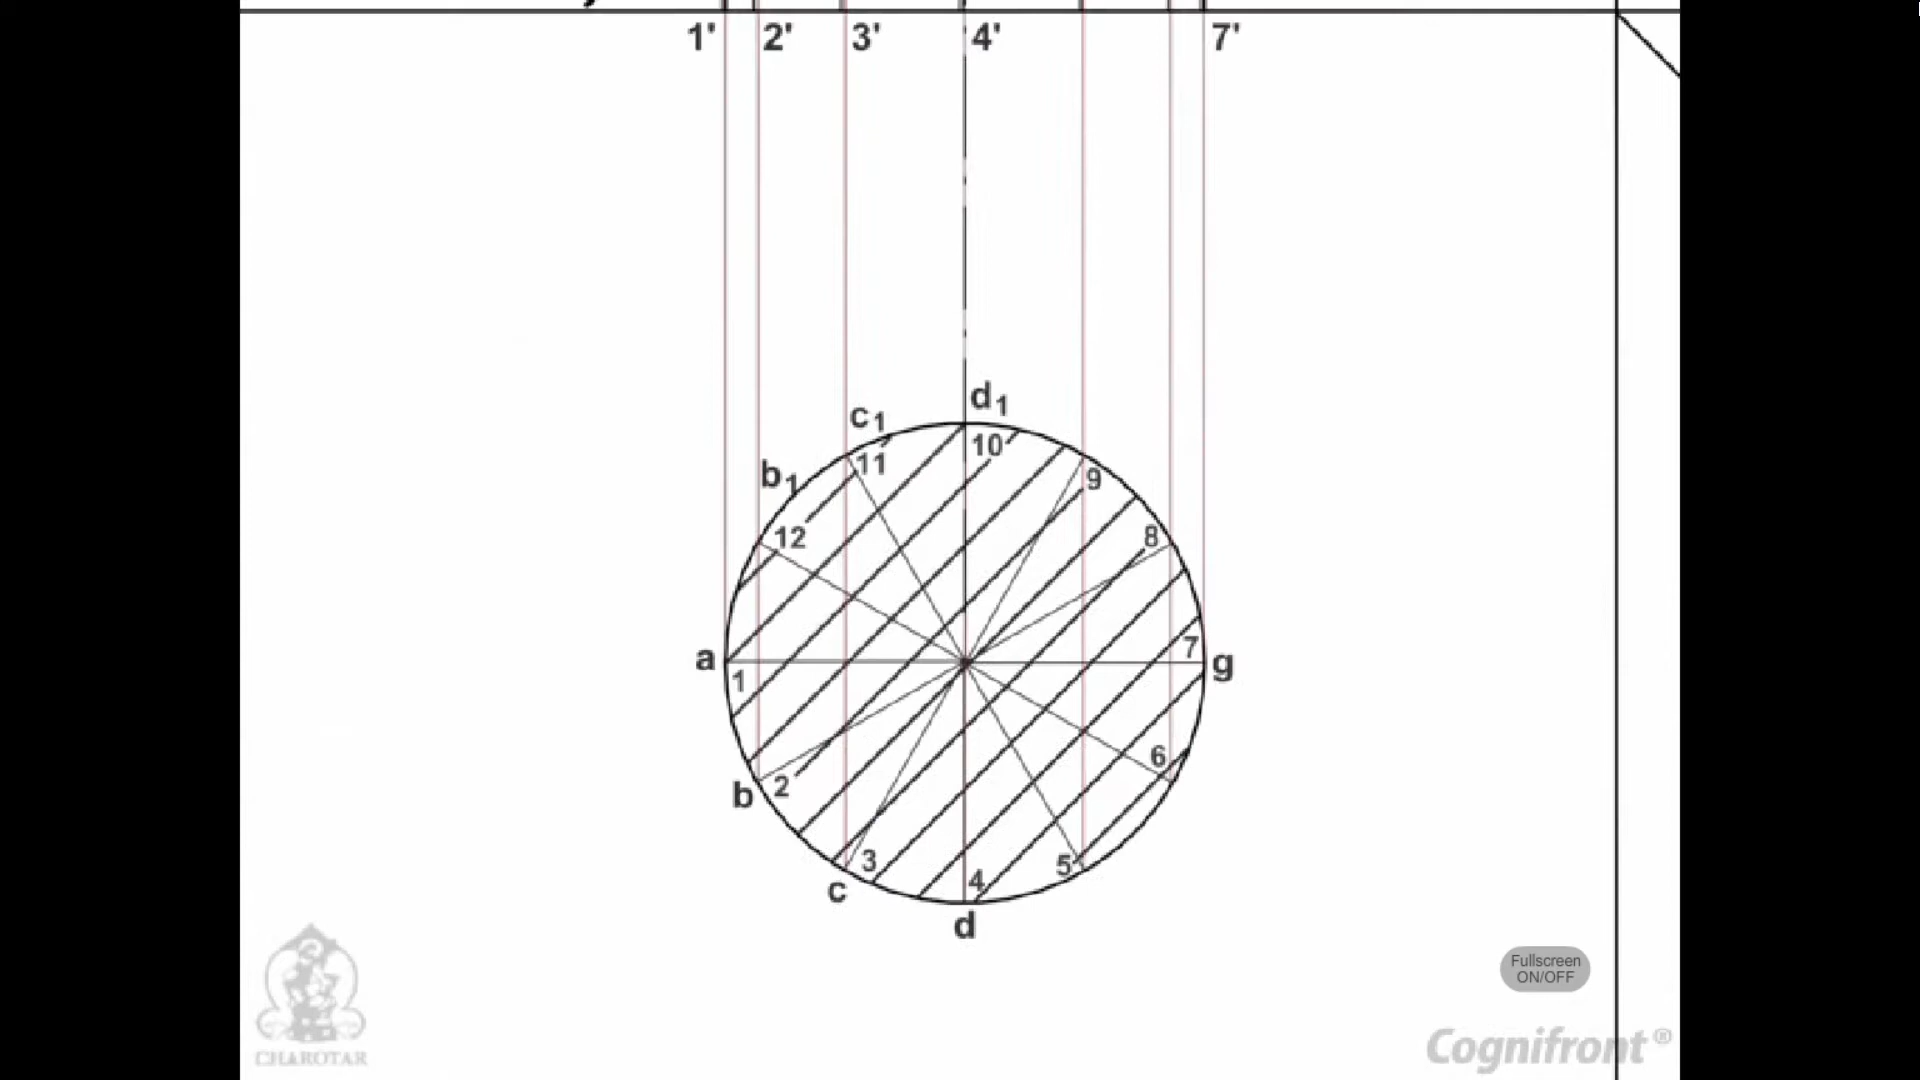 1' 2' 3' 4' 7'
d1
c1
10
11
9
b1
12
8
a
1
7
g
6
b
2
3
5
4
c
d
Fullscreen
ON/OFF
CHAROTAR
Cognifront®